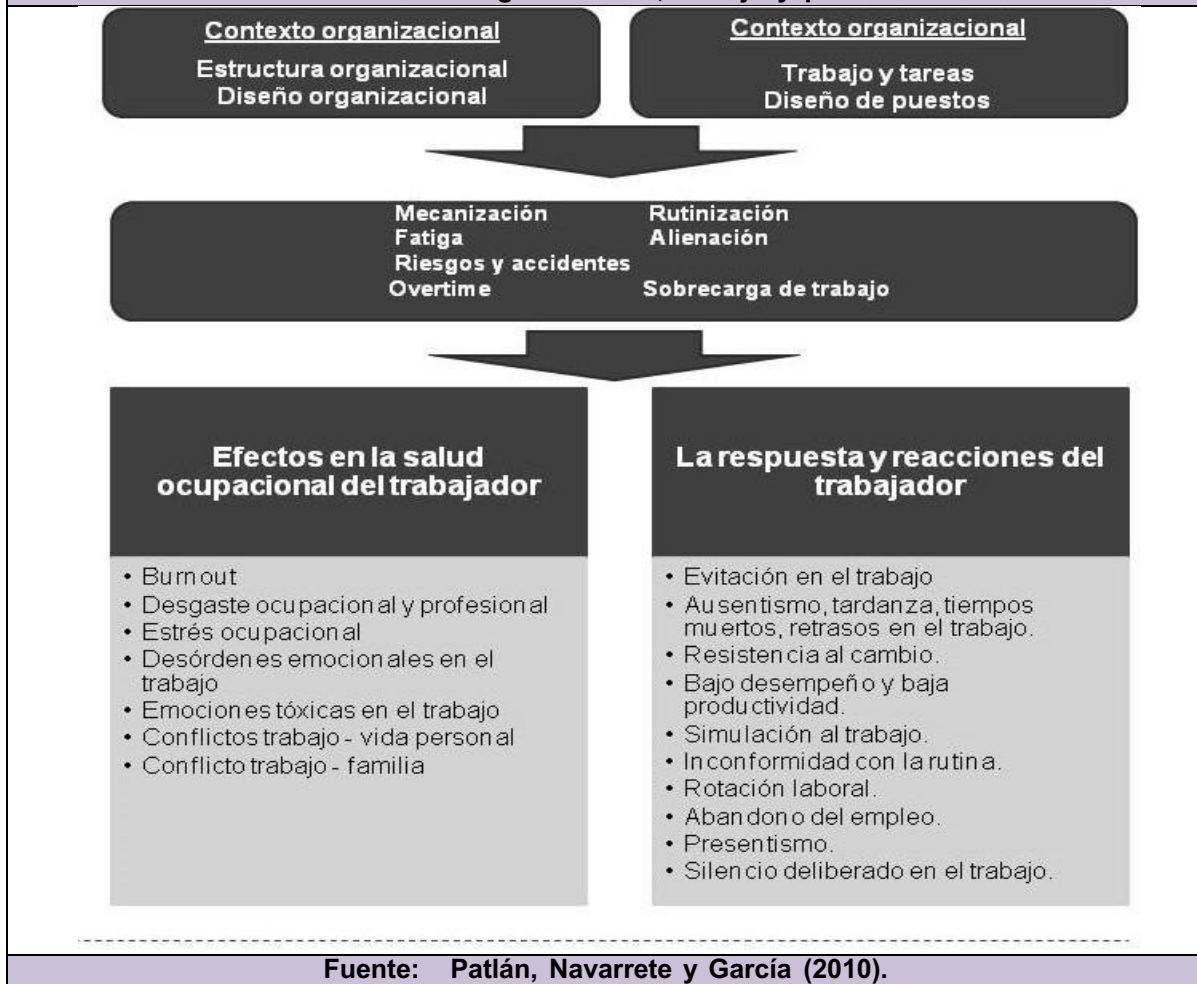 Contexto organizacional
Estructura organizacional
Diseño organizacional
Contexto organizacional
Trabajo y tareas
Diseño de puestos
Mecanización Rutinización
Fatiga Alienación
Riesgos y accidentes
Overtime Sobrecarga de trabajo
Efectos en la salud
ocupacional del trabajador
• Burnout
• Desgaste ocupacional y profesional
• Estrés ocupacional
• Desórdenes emocionales en el
trabajo
• Emociones tóxicas en el trabajo
• Conflictos trabajo - vida personal
• Conflicto trabajo - familia
La respuesta y reacciones del
trabajador
• Evitación en el trabajo
• Ausentismo, tardanza, tiempos
muertos, retrasos en el trabajo.
• Resistencia al cambio.
• Bajo desempeño y baja
productividad.
• Simulación al trabajo.
• Inconformidad con la rutina.
• Rotación laboral.
• Abandono del empleo.
• Presentismo.
• Silencio deliberado en el trabajo.
Fuente: Patlán, Navarrete y García (2010).